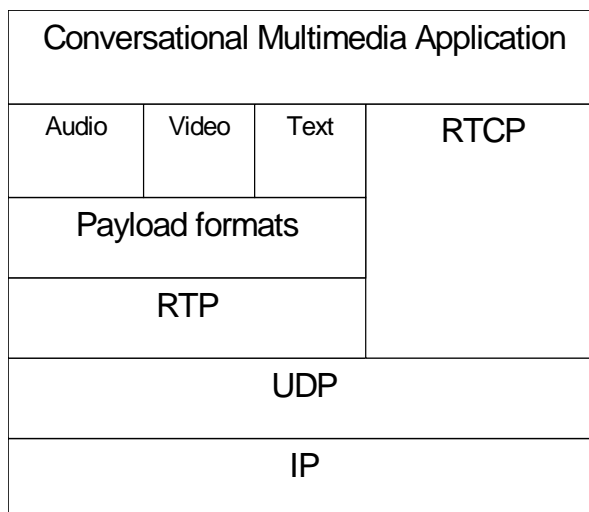 Conversational Multimedia Application
Audio Video Text RTCP
Payload formats
RTP
UDP
IP